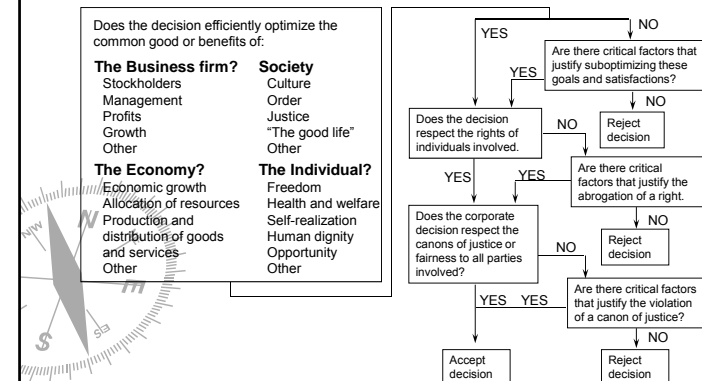 Does the decision efficiently optimize the
common good or benefits of:
The Business firm?
Stockholders
Management
Profits
Growth
Other
Society
Culture
Order
Justice
“The good life”
Other
The Economy?
Economic growth
Allocation of resources
Production and
distribution of goods
and services
Other
The Individual?
Freedom
Health and welfare
Self-realization
Human dignity
Opportunity
Other
YES
NO
Are there critical factors that
justify suboptimizing these
goals and satisfactions?
YES
NO
Reject
decision
Does the decision
respect the rights of
individuals involved.
NO
Are there critical
factors that justify the
abrogation of a right.
YES
YES
NO
Reject
decision
Does the corporate
decision respect the
canons of justice or
fairness to all parties
involved?
NO
Are there critical factors
that justify the violation
of a canon of justice?
YES
YES
NO
Accept
decision
Reject
decision
NW
N
E
ES
S